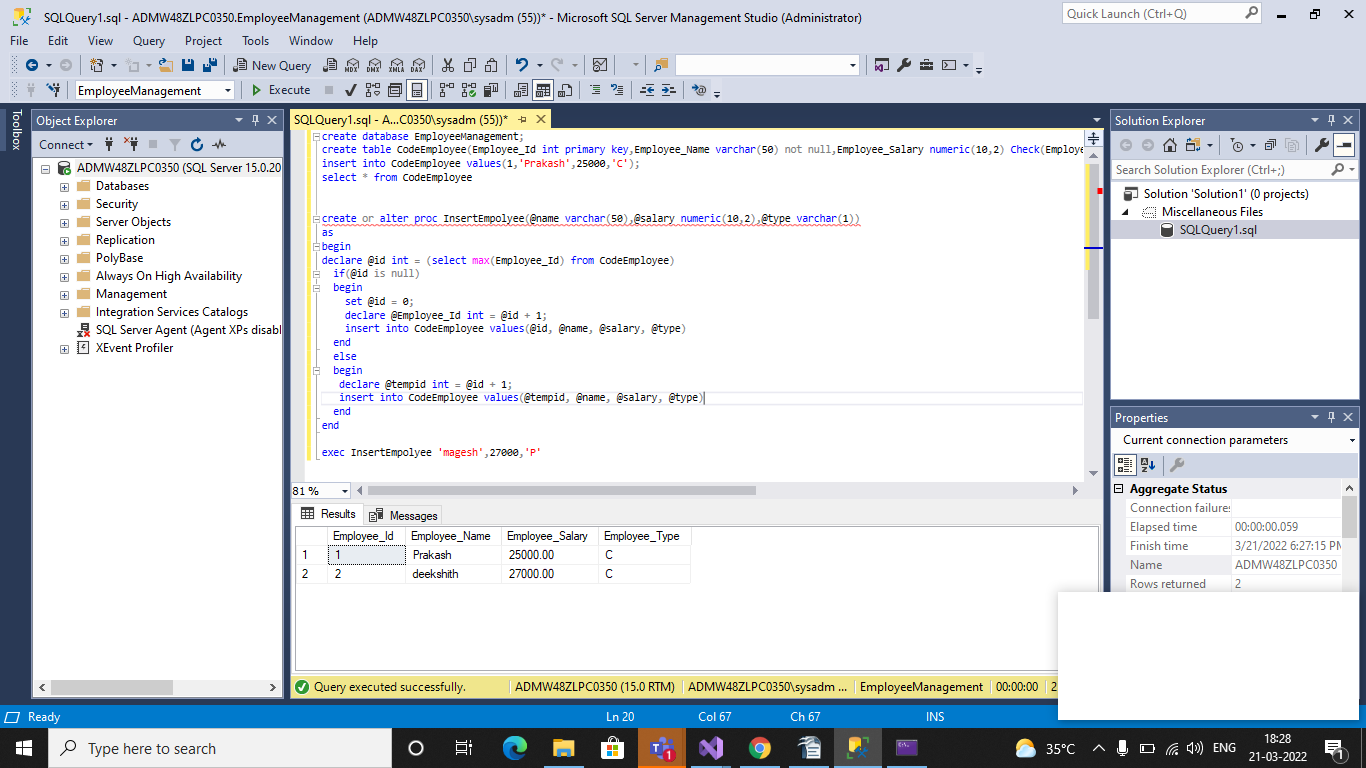 SQLQuery1.sql - ADMW48ZLPC0350.EmployeeManagement (ADMW48ZLPC0350\sysadm (55))* - Microsoft SQL Server Management Studio (Administrator)
Quick Launch (Ctrl+Q)
File Edit View Query Project Tools Window Help
New Query MDX DMX XMLA DAX
EmployeeManagement Execute
Toolbox
Object Explorer
Connect
ADMW48ZLPC0350 (SQL Server 15.0.20
Databases
Security
Server Objects
Replication
PolyBase
Always On High Availability
Management
Integration Services Catalogs
SQL Server Agent (Agent XPs disabl
XEvent Profiler
SQLQuery1.sql - A...C0350\sysadm (55))*
create database EmployeeManagement;
create table CodeEmployee(Employee_Id int primary key,Employee_Name varchar(50) not null,Employee_Salary numeric(10,2) Check(Employe
insert into CodeEmployee values(1,'Prakash',25000,'C');
select * from CodeEmployee
create or alter proc InsertEmpolyee(@name varchar(50),@salary numeric(10,2),@type varchar(1))
as
begin
declare @id int = (select max(Employee_Id) from CodeEmployee)
if(@id is null)
begin
set @id = 0;
declare @Employee_Id int = @id + 1;
insert into CodeEmployee values(@id, @name, @salary, @type)
end
else
begin
declare @tempid int = @id + 1;
insert into CodeEmployee values(@tempid, @name, @salary, @type)
end
end
exec InsertEmpolyee 'magesh',27000,'P'
81 %
Results Messages
Employee_Id Employee_Name Employee_Salary Employee_Type
1 1 Prakash 25000.00 C
2 2 deekshith 27000.00 C
Query executed successfully. ADMW48ZLPC0350 (15.0 RTM) ADMW48ZLPC0350\sysadm ... EmployeeManagement 00:00:00 2
Solution Explorer
Search Solution Explorer (Ctrl+;)
Solution 'Solution1' (0 projects)
Miscellaneous Files
SQLQuery1.sql
Properties
Current connection parameters
Aggregate Status
Connection failures
Elapsed time 00:00:00.059
Finish time 3/21/2022 6:27:15 PM
Name ADMW48ZLPC0350
Rows returned 2
Ready Ln 20 Col 67 Ch 67 INS
Type here to search
1
35°C ENG
18:28
21-03-2022
1